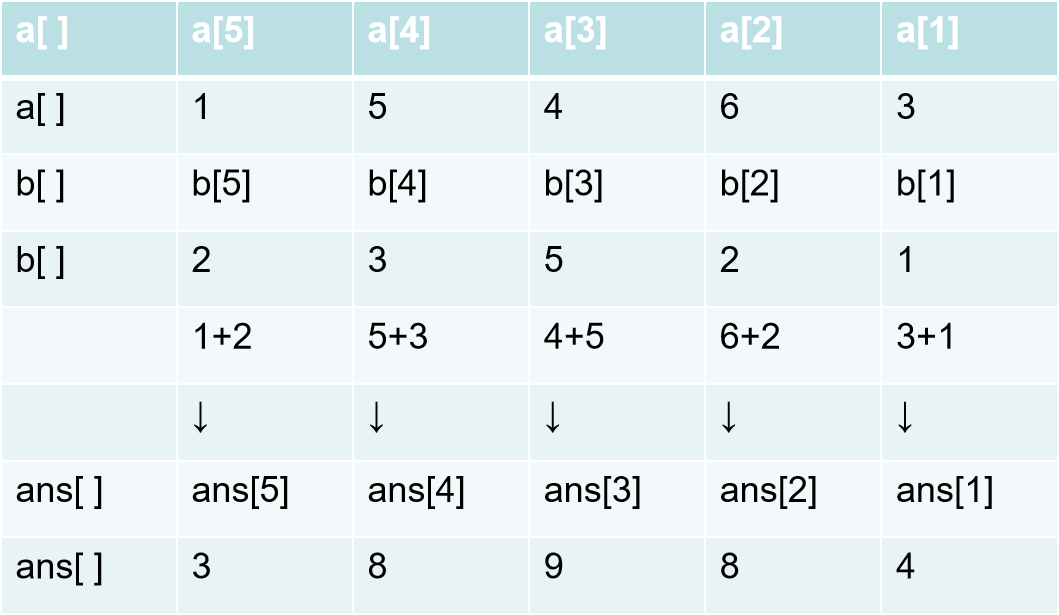 a[ ] a[5] a[4] a[3] a[2] a[1]
a[ ] 1 5 4 6 3
b[ ] b[5] b[4] b[3] b[2] b[1]
b[ ] 2 3 5 2 1
1+2 5+3 4+5 6+2 3+1
↓ ↓ ↓ ↓ ↓
ans[ ] ans[5] ans[4] ans[3] ans[2] ans[1]
ans[ ] 3 8 9 8 4